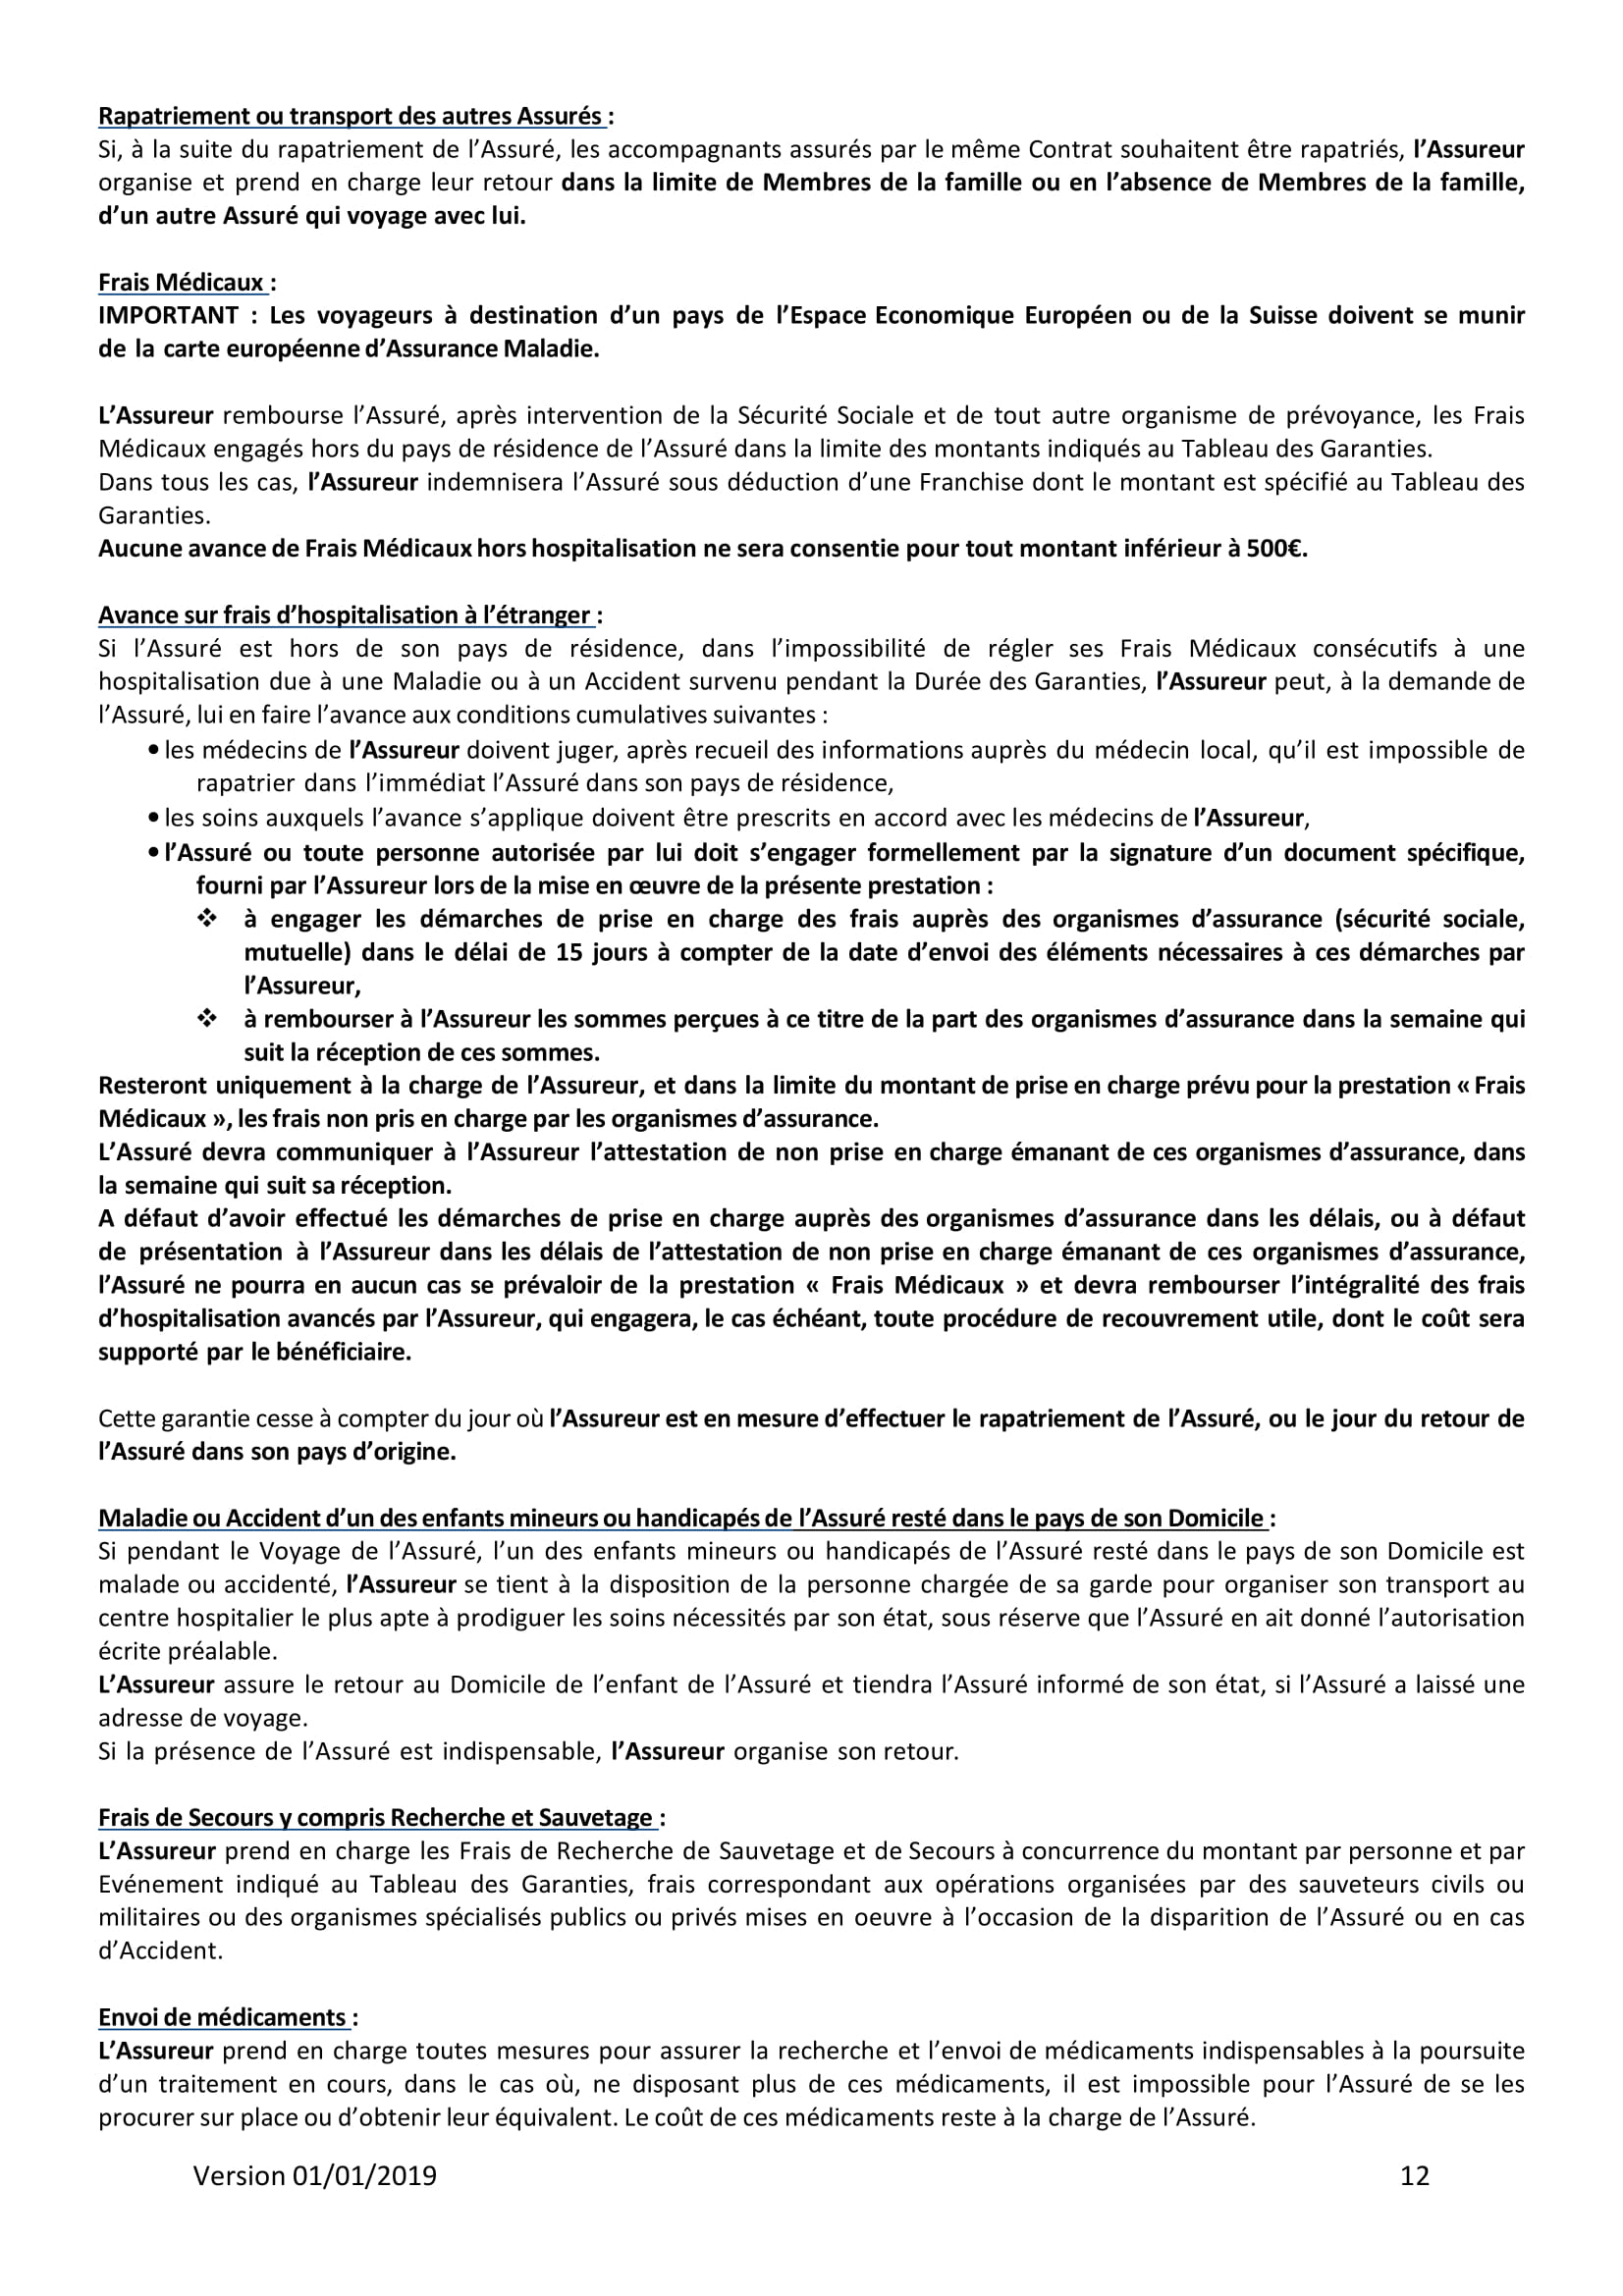 Rapatriement ou transport des autres Assurés :
Si, à la suite du rapatriement de l’Assuré, les accompagnants assurés par le même Contrat souhaitent être rapatriés, l’Assureur
organise et prend en charge leur retour dans la limite de Membres de la famille ou en l’absence de Membres de la famille,
d’un autre Assuré qui voyage avec lui.
Frais Médicaux :
IMPORTANT : Les voyageurs à destination d’un pays de l’Espace Economique Européen ou de la Suisse doivent se munir
de la carte européenne d’Assurance Maladie.
L’Assureur rembourse l’Assuré, après intervention de la Sécurité Sociale et de tout autre organisme de prévoyance, les Frais
Médicaux engagés hors du pays de résidence de l’Assuré dans la limite des montants indiqués au Tableau des Garanties.
Dans tous les cas, l’Assureur indemnisera l’Assuré sous déduction d’une Franchise dont le montant est spécifié au Tableau des
Garanties.
Aucune avance de Frais Médicaux hors hospitalisation ne sera consentie pour tout montant inférieur à 500€.
Avance sur frais d’hospitalisation à l’étranger :
Si l’Assuré est hors de son pays de résidence, dans l’impossibilité de régler ses Frais Médicaux consécutifs à une
hospitalisation due à une Maladie ou à un Accident survenu pendant la Durée des Garanties, l’Assureur peut, à la demande de
l’Assuré, lui en faire l’avance aux conditions cumulatives suivantes :
• les médecins de l’Assureur doivent juger, après recueil des informations auprès du médecin local, qu’il est impossible de
rapatrier dans l’immédiat l’Assuré dans son pays de résidence,
• les soins auxquels l’avance s’applique doivent être prescrits en accord avec les médecins de l’Assureur,
• l’Assuré ou toute personne autorisée par lui doit s’engager formellement par la signature d’un document spécifique,
fourni par l’Assureur lors de la mise en œuvre de la présente prestation :
❖ à engager les démarches de prise en charge des frais auprès des organismes d’assurance (sécurité sociale,
mutuelle) dans le délai de 15 jours à compter de la date d’envoi des éléments nécessaires à ces démarches par
l’Assureur,
❖ à rembourser à l’Assureur les sommes perçues à ce titre de la part des organismes d’assurance dans la semaine qui
suit la réception de ces sommes.
Resteront uniquement à la charge de l’Assureur, et dans la limite du montant de prise en charge prévu pour la prestation « Frais
Médicaux », les frais non pris en charge par les organismes d’assurance.
L’Assuré devra communiquer à l’Assureur l’attestation de non prise en charge émanant de ces organismes d’assurance, dans
la semaine qui suit sa réception.
A défaut d’avoir effectué les démarches de prise en charge auprès des organismes d’assurance dans les délais, ou à défaut
de présentation à l’Assureur dans les délais de l’attestation de non prise en charge émanant de ces organismes d’assurance,
l’Assuré ne pourra en aucun cas se prévaloir de la prestation « Frais Médicaux » et devra rembourser l’intégralité des frais
d’hospitalisation avancés par l’Assureur, qui engagera, le cas échéant, toute procédure de recouvrement utile, dont le coût sera
supporté par le bénéficiaire.
Cette garantie cesse à compter du jour où l’Assureur est en mesure d’effectuer le rapatriement de l’Assuré, ou le jour du retour de
l’Assuré dans son pays d’origine.
Maladie ou Accident d’un des enfants mineurs ou handicapés de l’Assuré resté dans le pays de son Domicile :
Si pendant le Voyage de l’Assuré, l’un des enfants mineurs ou handicapés de l’Assuré resté dans le pays de son Domicile est
malade ou accidenté, l’Assureur se tient à la disposition de la personne chargée de sa garde pour organiser son transport au
centre hospitalier le plus apte à prodiguer les soins nécessités par son état, sous réserve que l’Assuré en ait donné l’autorisation
écrite préalable.
L’Assureur assure le retour au Domicile de l’enfant de l’Assuré et tiendra l’Assuré informé de son état, si l’Assuré a laissé une
adresse de voyage.
Si la présence de l’Assuré est indispensable, l’Assureur organise son retour.
Frais de Secours y compris Recherche et Sauvetage :
L’Assureur prend en charge les Frais de Recherche de Sauvetage et de Secours à concurrence du montant par personne et par
Evénement indiqué au Tableau des Garanties, frais correspondant aux opérations organisées par des sauveteurs civils ou
militaires ou des organismes spécialisés publics ou privés mises en oeuvre à l’occasion de la disparition de l’Assuré ou en cas
d’Accident.
Envoi de médicaments :
L’Assureur prend en charge toutes mesures pour assurer la recherche et l’envoi de médicaments indispensables à la poursuite
d’un traitement en cours, dans le cas où, ne disposant plus de ces médicaments, il est impossible pour l’Assuré de se les
procurer sur place ou d’obtenir leur équivalent. Le coût de ces médicaments reste à la charge de l’Assuré.
Version 01/01/2019 12